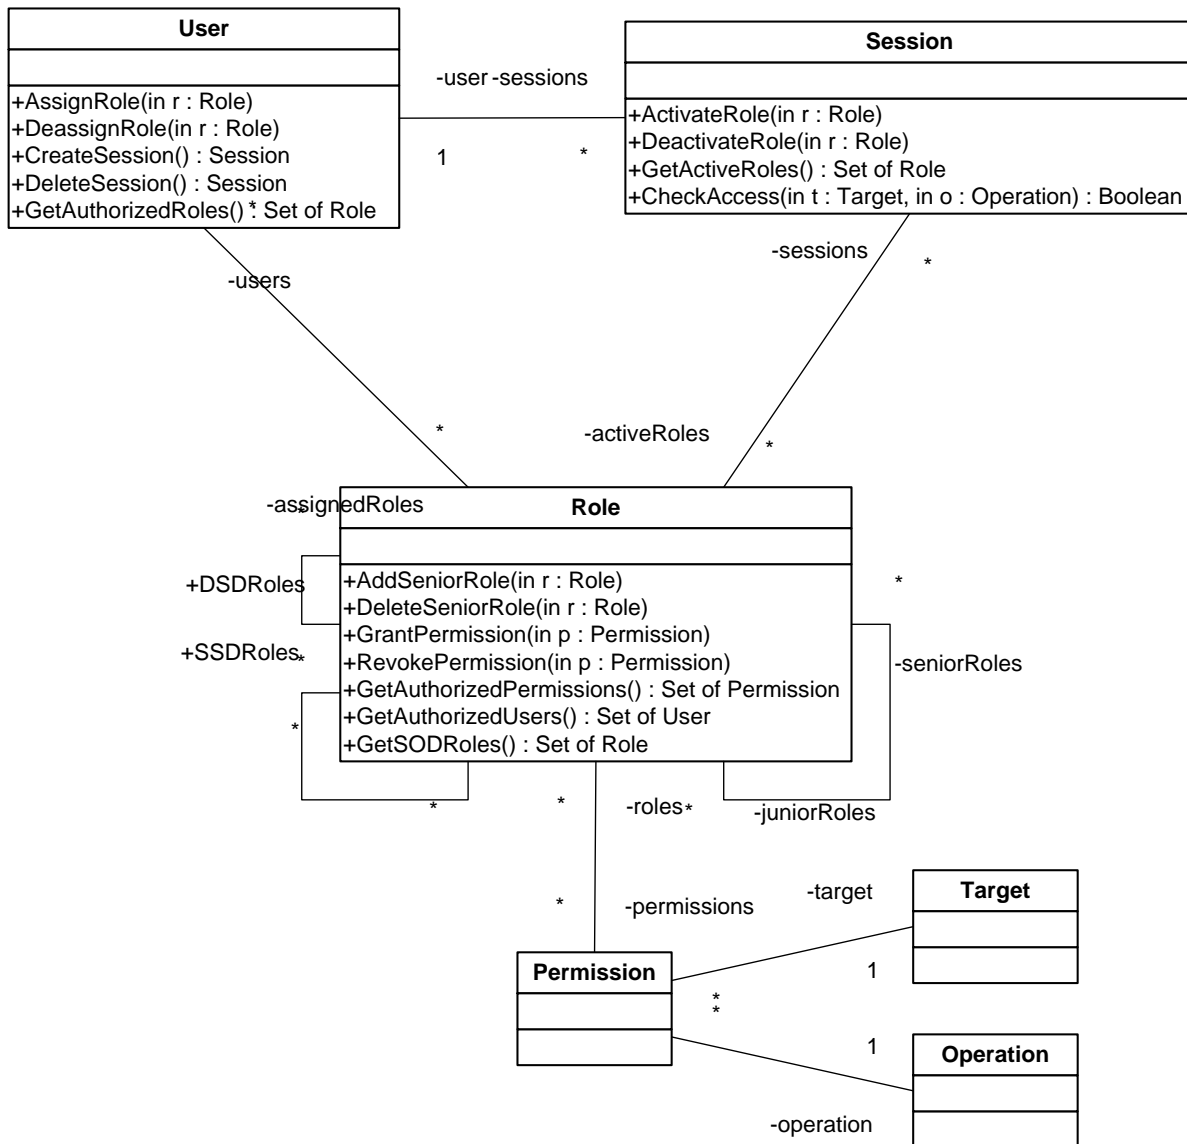 User
Session
-user -sessions
+AssignRole(in r : Role)
+DeassignRole(in r : Role)
+CreateSession() : Session
+DeleteSession() : Session
+GetAuthorizedRoles() : Set of Role
*
1
*
+ActivateRole(in r : Role)
+DeactivateRole(in r : Role)
+GetActiveRoles() : Set of Role
+CheckAccess(in t : Target, in o : Operation) : Boolean
-users
-sessions
*
*
-activeRoles
*
-assignedRoles
*
Role
+DSDRoles
+SSDRoles
*
*
*
+AddSeniorRole(in r : Role)
+DeleteSeniorRole(in r : Role)
+GrantPermission(in p : Permission)
+RevokePermission(in p : Permission)
+GetAuthorizedPermissions() : Set of Permission
+GetAuthorizedUsers() : Set of User
+GetSODRoles() : Set of Role
*
-seniorRoles
*
-roles
*
-juniorRoles
*
-permissions
-target
Target
1
Permission
*
*
1
Operation
-operation